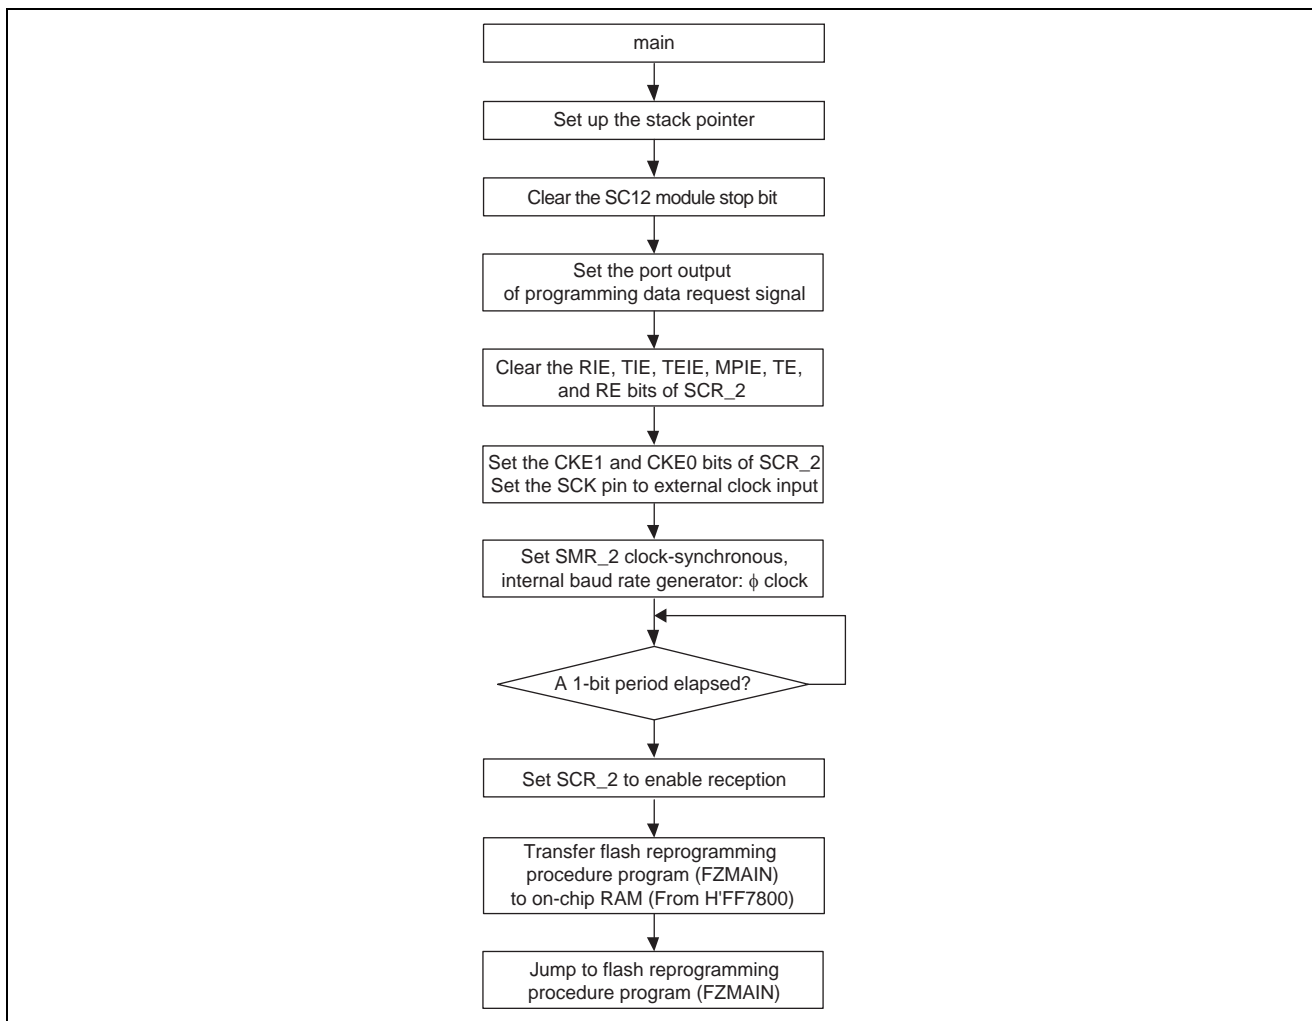 main
Set up the stack pointer
Clear the SC12 module stop bit
Set the port output
of programming data request signal
Clear the RIE, TIE, TEIE, MPIE, TE,
and RE bits of SCR_2
Set the CKE1 and CKE0 bits of SCR_2
Set the SCK pin to external clock input
Set SMR_2 clock-synchronous,
internal baud rate generator: ϕ clock
A 1-bit period elapsed?
Set SCR_2 to enable reception
Transfer flash reprogramming
procedure program (FZMAIN)
to on-chip RAM (From H'FF7800)
Jump to flash reprogramming
procedure program (FZMAIN)